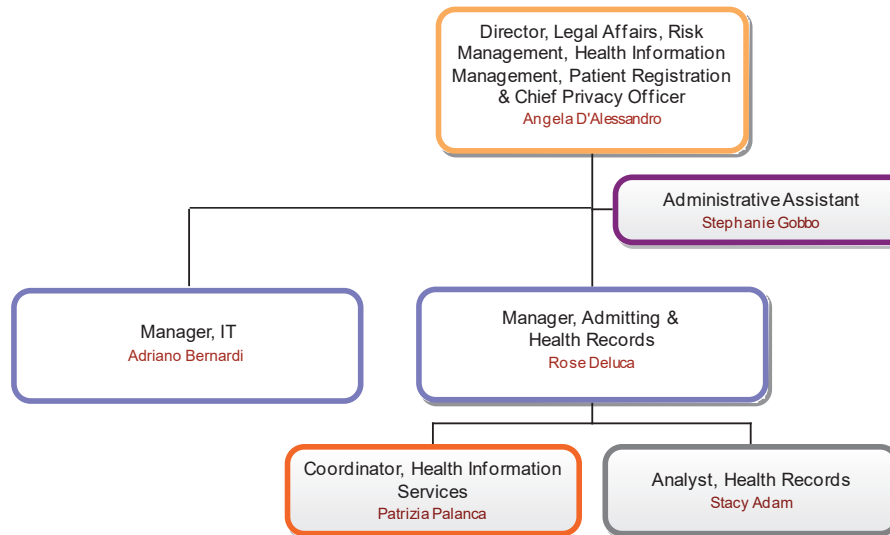 Director, Legal Affairs, Risk
Management, Health Information
Management, Patient Registration
& Chief Privacy Officer
Angela D'Alessandro
Administrative Assistant
Stephanie Gobbo
Manager, IT
Adriano Bernardi
Manager, Admitting &
Health Records
Rose Deluca
Coordinator, Health Information
Services
Patrizia Palanca
Analyst, Health Records
Stacy Adam